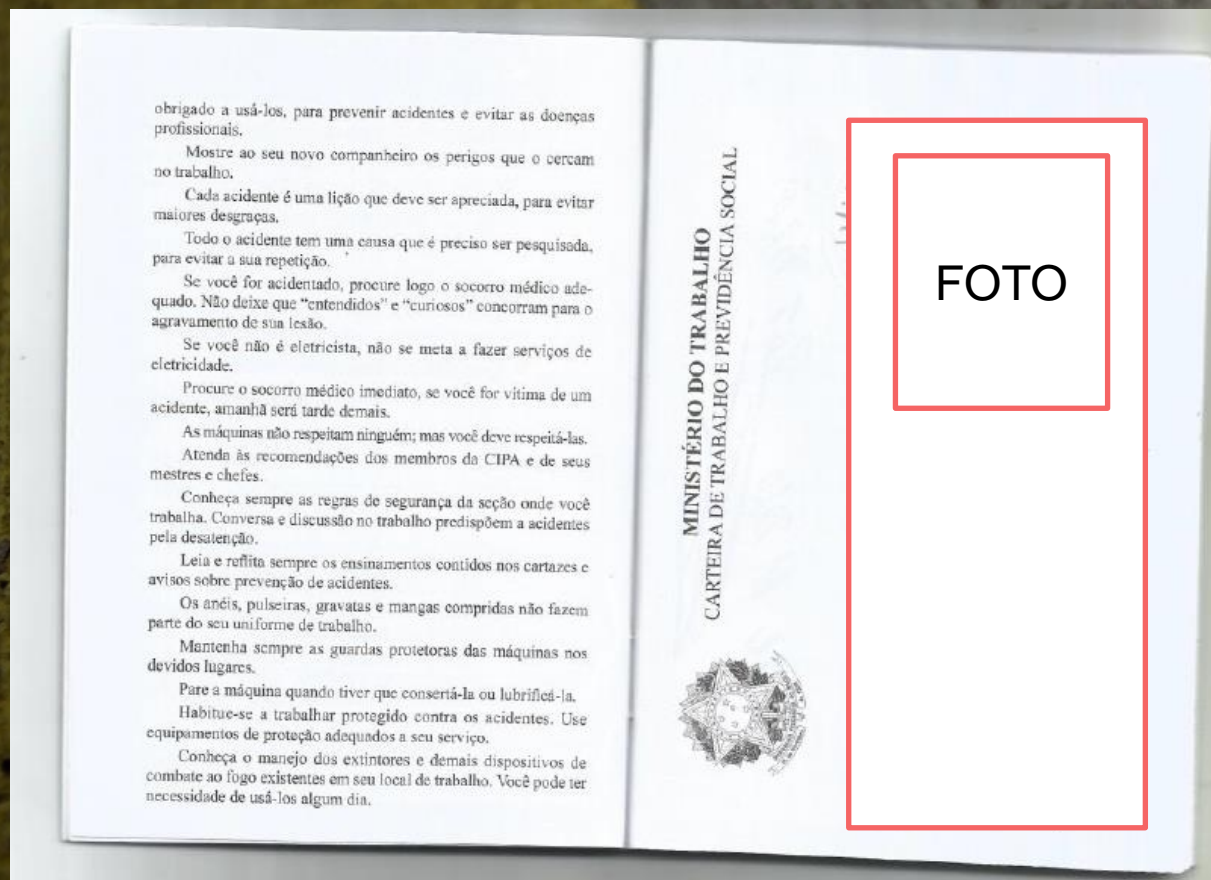 obrigado a usá-los, para prevenir acidentes e evitar as doenças
profissionais.
Mostre ao seu novo companheiro os perigos que o cercam
no trabalho.
Cada acidente é uma lição que deve ser apreciada, para evitar
maiores desgraças.
Todo o acidente tem uma causa que é preciso ser pesquisada,
para evitar a sua repetição.
Se você for acidentado, procure logo o socorro médico ade-
quado. Não deixe que "entendidos" e "curiosos" concorram para o
agravamento de sua lesão.
Se você não é eletricista, não se meta a fazer serviços de
eletricidade.
Procure o socorro médico imediato, se você for vítima de um
acidente, amanhã será tarde demais.
As máquinas não respeitam ninguém; mas você deve respeitá-las.
Atenda às recomendações dos membros da CIPA e de seus
mestres e chefes.
Conheça sempre as regras de segurança da seção onde você
trabalha. Conversa e discussão no trabalho predispõem a acidentes
pela desatenção.
Leia e reflita sempre os ensinamentos contidos nos cartazes e
avisos sobre prevenção de acidentes.
Os anéis, pulseiras, gravatas e mangas compridas não fazem
parte do seu uniforme de trabalho.
Mantenha sempre as guardas protetoras das máquinas nos
devidos lugares.
Pare a máquina quando tiver que consertá-la ou lubrificá-la.
Habitue-se a trabalhar protegido contra os acidentes. Use
equipamentos de proteção adequados a seu serviço.
Conheça o manejo dos extintores e demais dispositivos de
combate ao fogo existentes em seu local de trabalho. Você pode ter
necessidade de usá-los algum dia.
MINISTÉRIO DO TRABALHO
CARTEIRA DE TRABALHO E PREVIDÊNCIA SOCIAL
FOTO